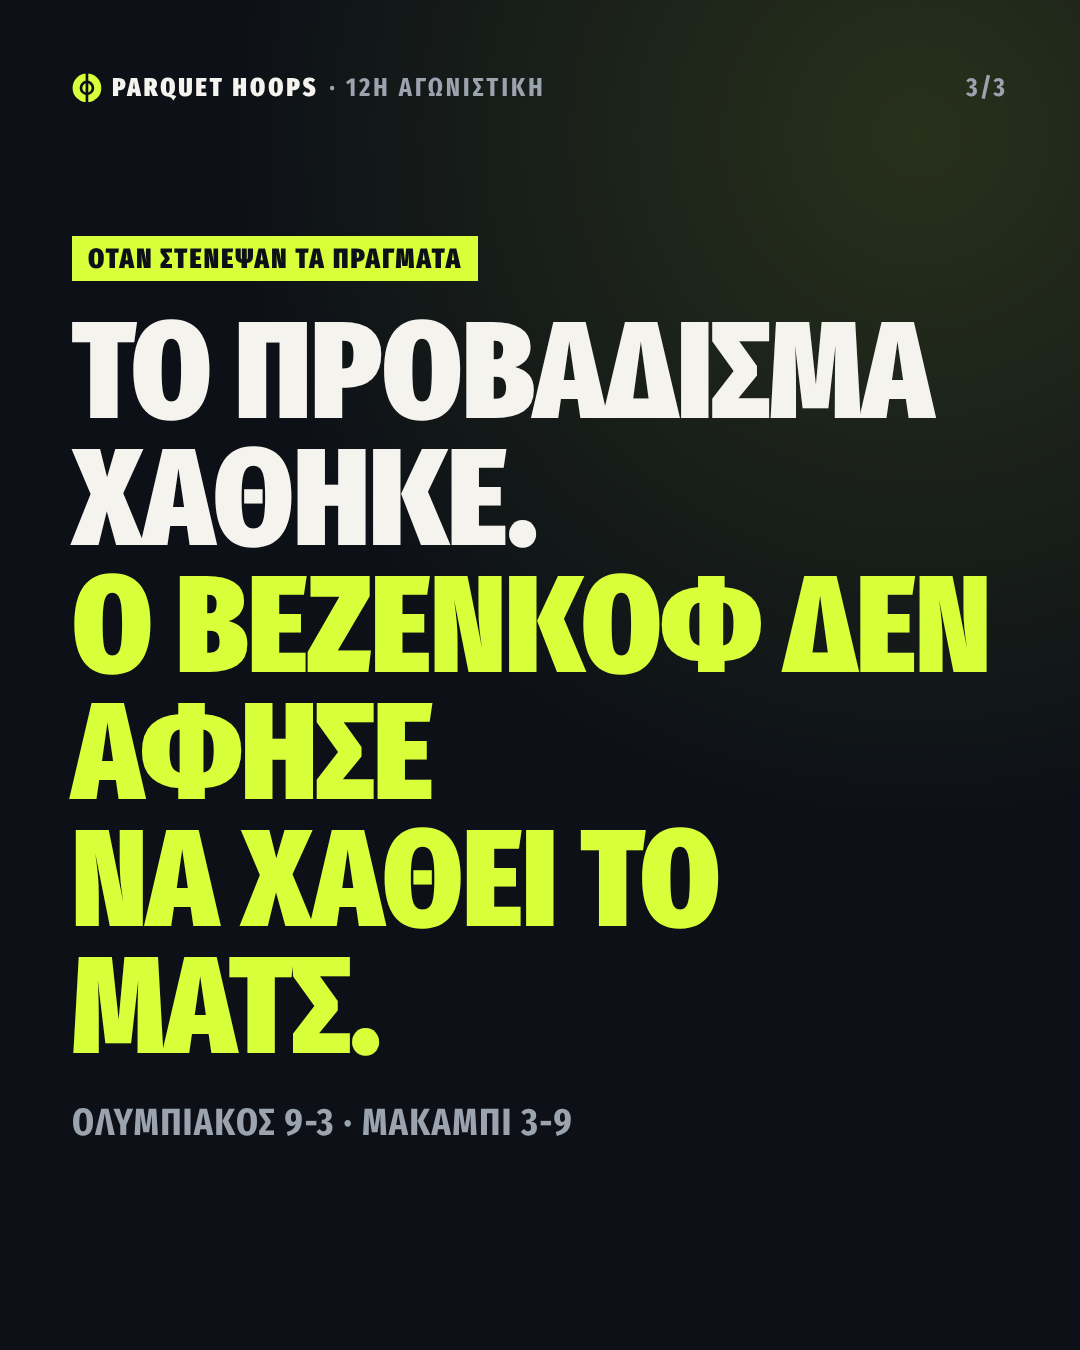 PARQUET HOOPS · 12Η ΑΓΩΝΙΣΤΙΚΗ
3/3
ΟΤΑΝ ΣΤΕΝΕΨΑΝ ΤΑ ΠΡΑΓΜΑΤΑ
ΤΟ ΠΡΟΒΑΔΙΣΜΑ
ΧΑΘΗΚΕ.
Ο ΒΕΖΕΝΚΟΦ ΔΕΝ
ΑΦΗΣΕ
ΝΑ ΧΑΘΕΙ ΤΟ
ΜΑΤΣ.
ΟΛΥΜΠΙΑΚΟΣ 9-3 · ΜΑΚΑΜΠΙ 3-9